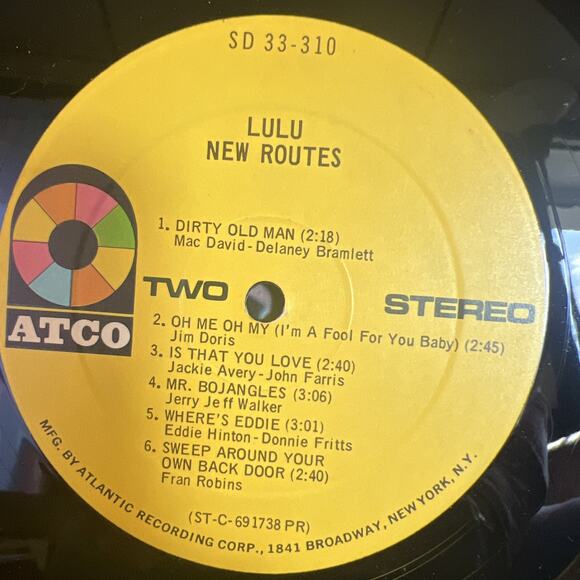 SD 33-310
LULU
NEW ROUTES
1. DIRTY OLD MAN (2:18)
Mac David-Delaney Bramlett
ATCO
TWO
STEREO
2. OH ME OH MY (I'm A Fool For You Baby) (2:45)
Jim Doris
3. IS THAT YOU LOVE (2:40)
Jackie Avery-John Farris
4. MR. BOJANGLES (3:06)
Jerry Jeff Walker
5. WHERE'S EDDIE (3:01)
Eddie Hinton-Donnie Fritts
6. SWEEP AROUND YOUR
OWN BACK DOOR (2:40)
Fran Robins
(ST-C-691738 PR)
MFG. BY ATLANTIC RECORDING CORP., 1841 BROADWAY, NEW YORK, N.Y.